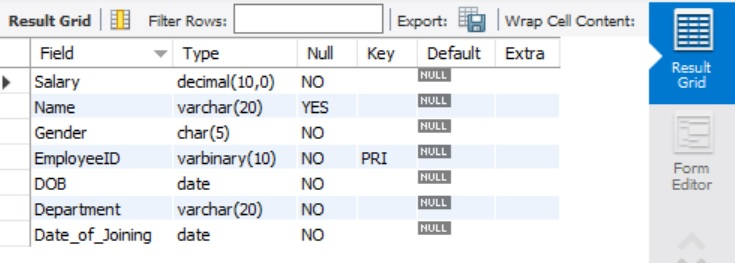 Result Grid Filter Rows: Export: Wrap Cell Content:
Field Type Null Key Default Extra
Salary decimal(10,0) NO NULL
Name varchar(20) YES NULL
Gender char(5) NO NULL
EmployeeID varbinary(10) NO PRI NULL
DOB date NO NULL
Department varchar(20) NO NULL
Date_of_Joining date NO NULL
Result
Grid
Form
Editor